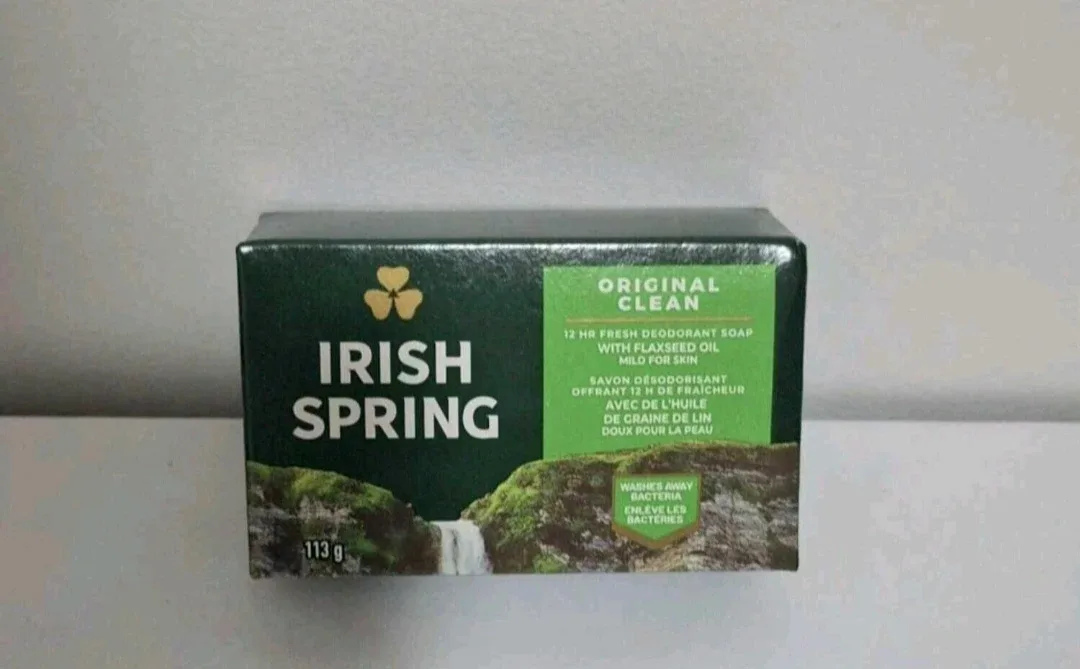 IRISH
SPRING
113 g
ORIGINAL
CLEAN
12 HR FRESH DEODORANT SOAP
WITH FLAXSEED OIL
MILD FOR SKIN
SAVON DÉSODORISANT
OFFRANT 12 H DE FRAÎCHEUR
AVEC DE L'HUILE
DE GRAINE DE LIN
DOUX POUR LA PEAU
WASHES AWAY
BACTERIA
ENLÈVE LES
BACTÉRIES